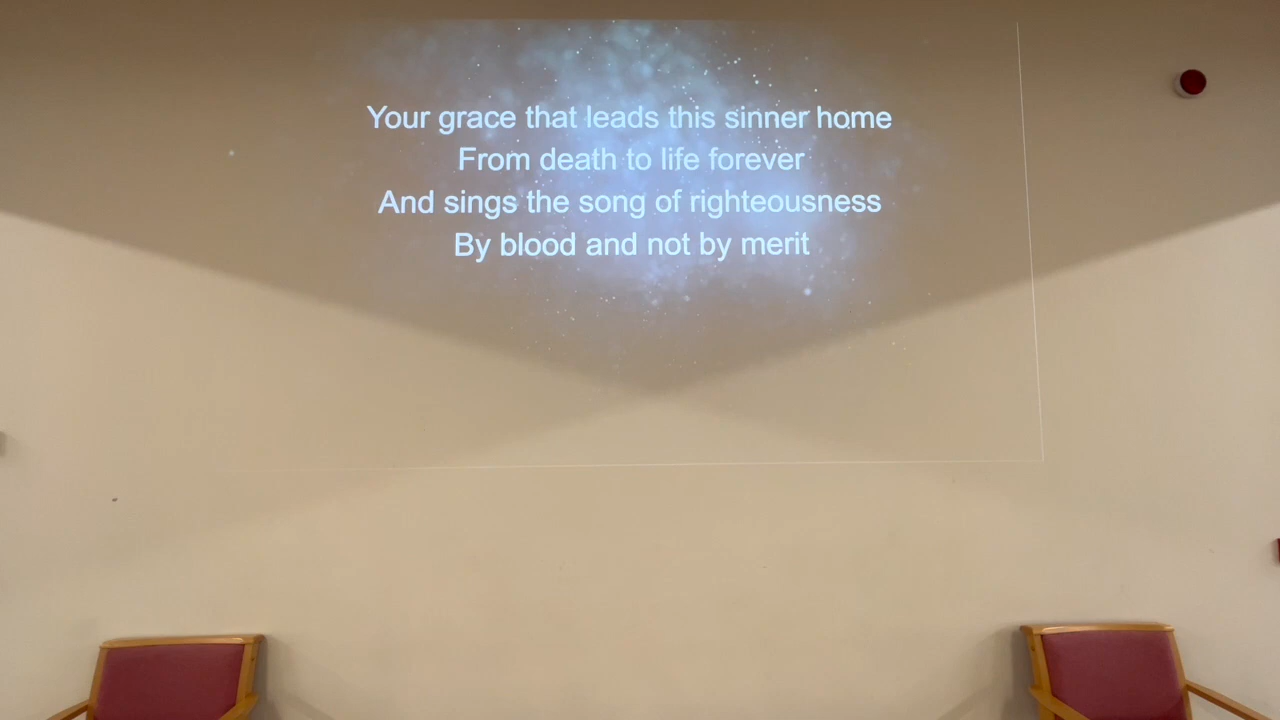 Your grace that leads this sinner home
From death to life forever
And sings the song of righteousness
By blood and not by merit